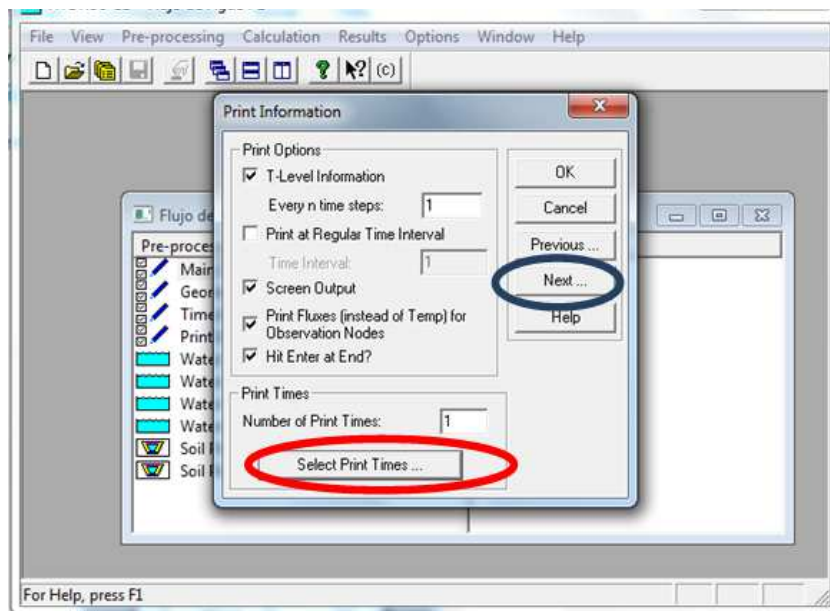 File View Pre-processing Calculation Results Options Window Help
(c)
Print Information
Print Options
T-Level Information
Every n time steps: 1
Print at Regular Time Interval
Time Interval: 1
Screen Output
Print Fluxes (instead of Temp) for
Observation Nodes
Hit Enter at End?
Print Times
Number of Print Times: 1
Select Print Times ...
OK
Cancel
Previous ...
Next ...
Help
Flujo de
Pre-proces
Main
Geor
Time
Print
Wate
Wate
Wate
Wate
Soil
Soil
For Help, press F1